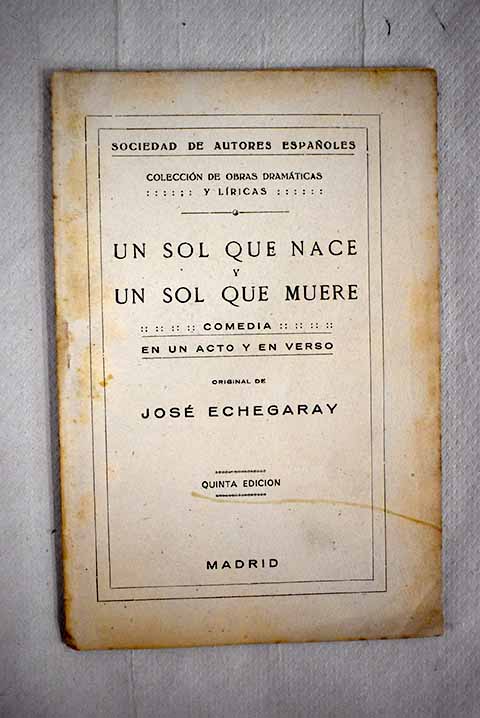 SOCIEDAD DE AUTORES ESPAÑOLES
COLECCIÓN DE OBRAS DRAMÁTICAS
:::::: Y LÍRICAS ::::::
UN SOL QUE NACE
Y
UN SOL QUE MUERE
:: :: :: :: COMEDIA :: :: :: ::
EN UN ACTO Y EN VERSO
ORIGINAL DE
JOSÉ ECHEGARAY
QUINTA EDICION
MADRID